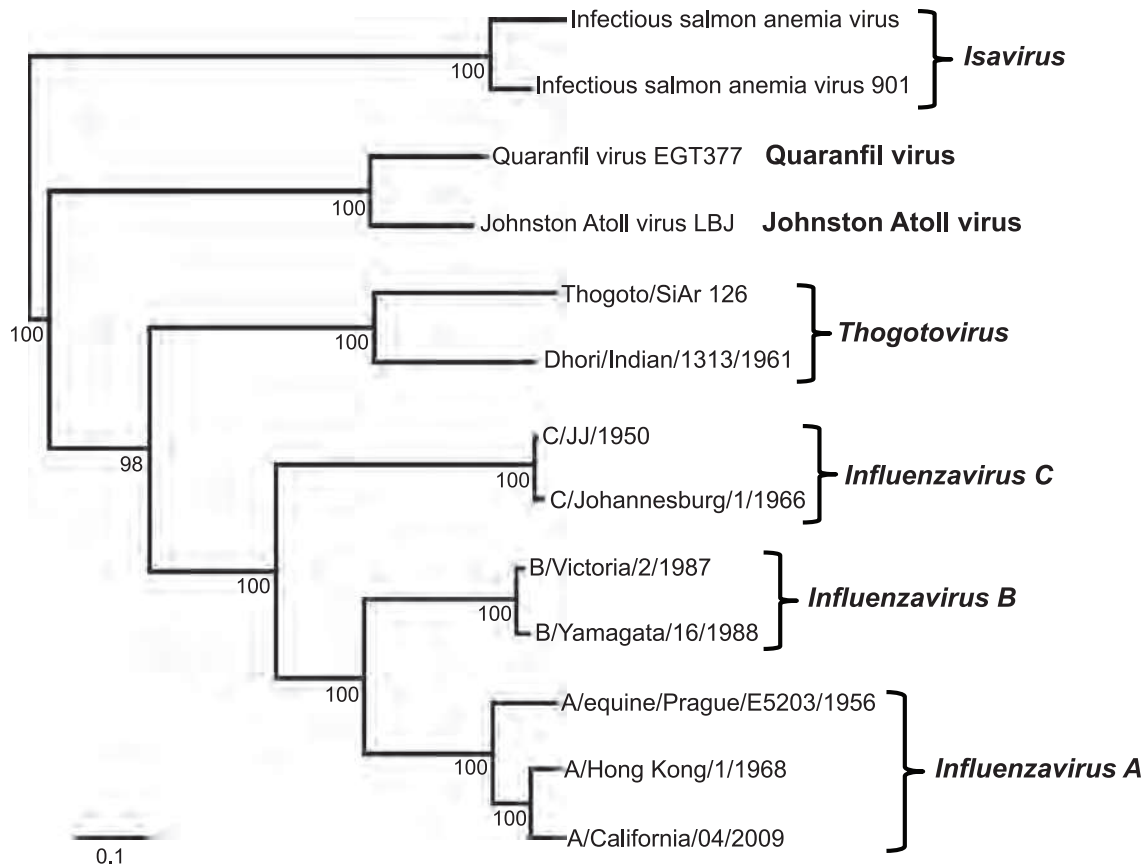 Infectious salmon anemia virus
Isavirus
100
Infectious salmon anemia virus 901
Quaranfil virus EGT377 Quaranfil virus
100
Johnston Atoll virus LBJ Johnston Atoll virus
Thogoto/SiAr 126
100
100
Thogotovirus
Dhori/Indian/1313/1961
C/JJ/1950
98
100
Influenzavirus C
C/Johannesburg/1/1966
B/Victoria/2/1987
100
100
Influenzavirus B
B/Yamagata/16/1988
100
A/equine/Prague/E5203/1956
100
A/Hong Kong/1/1968
Influenzavirus A
100
A/California/04/2009
0.1